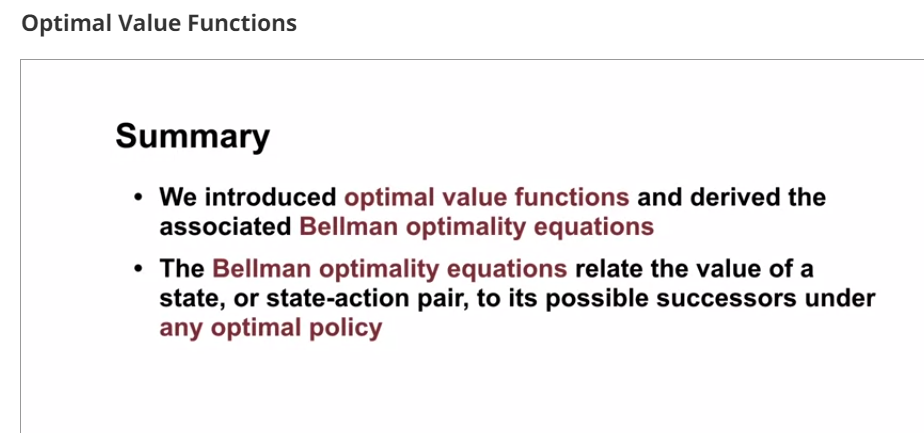 Optimal Value Functions
Summary
• We introduced optimal value functions and derived the
associated Bellman optimality equations
• The Bellman optimality equations relate the value of a
state, or state-action pair, to its possible successors under
any optimal policy